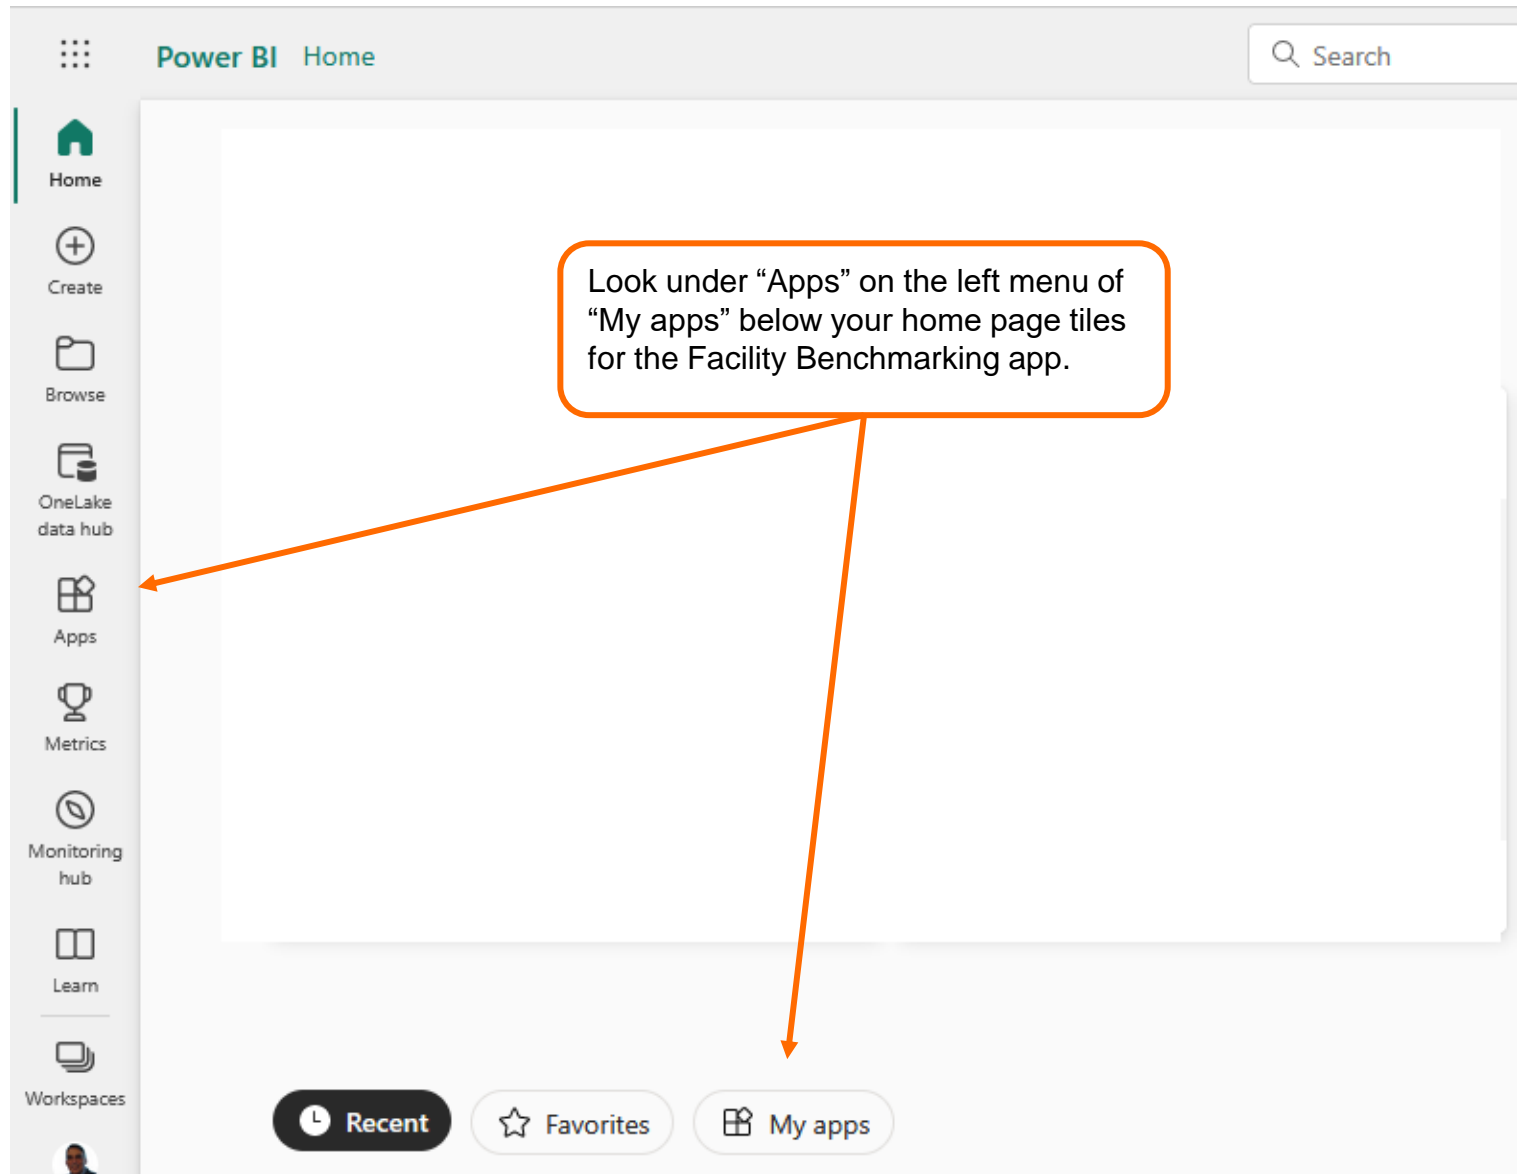 Power BI Home
Search
Home
Create
Browse
OneLake
data hub
Apps
Metrics
Monitoring
hub
Learn
Workspaces
Look under “Apps” on the left menu of
“My apps” below your home page tiles
for the Facility Benchmarking app.
Recent
Favorites
My apps